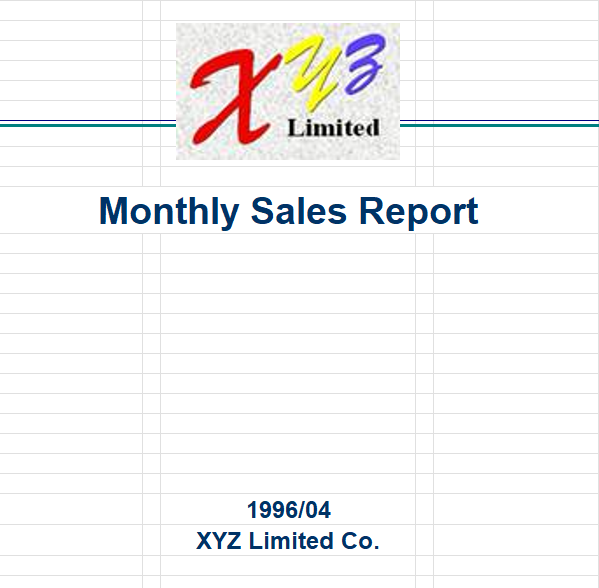 XYZ
Limited
Monthly Sales Report
1996/04
XYZ Limited Co.